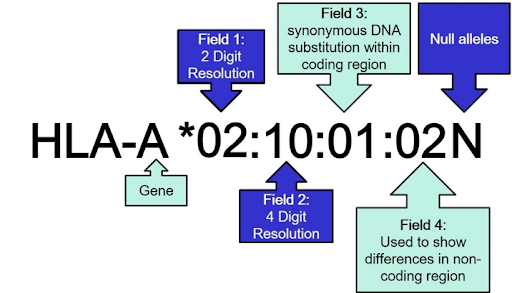 Field 1:
2 Digit
Resolution
Field 3:
synonymous DNA
substitution within
coding region
Null alleles
HLA-A *02:10:01:02N
Gene
Field 2:
4 Digit
Resolution
Field 4:
Used to show
differences in non-
coding region